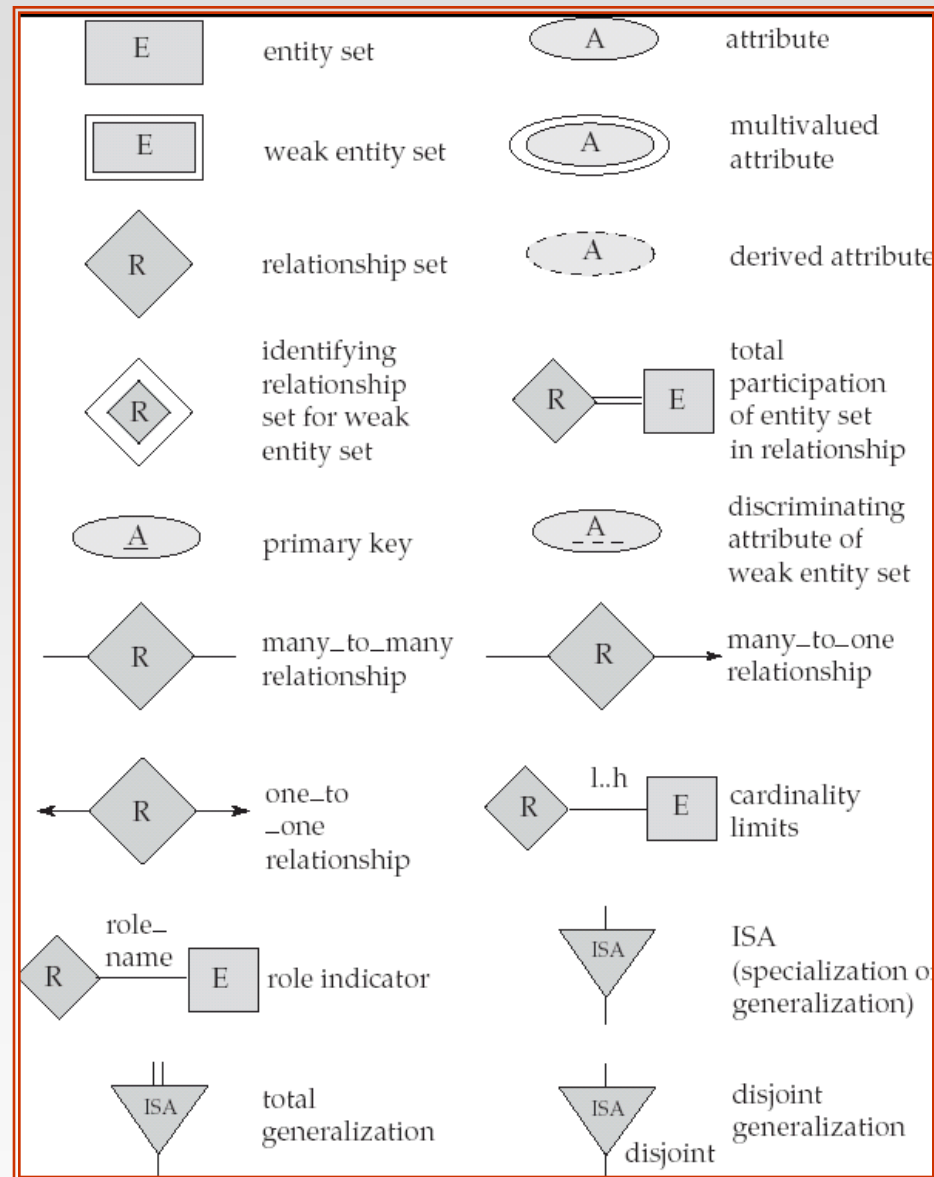 E
entity set
A
attribute
E
weak entity set
A
multivalued
attribute
R
relationship set
A
derived attribute
R
identifying
relationship
set for weak
entity set
R
E
total
participation
of entity set
in relationship
A
primary key
A
discriminating
attribute of
weak entity set
R
many_to_many
relationship
R
many_to_one
relationship
R
one_to
_one
relationship
R
l..h
E
cardinality
limits
role_
name
R
E
role indicator
ISA
ISA
(specialization o
generalization)
ISA
total
generalization
ISA
disjoint
disjoint
generalization